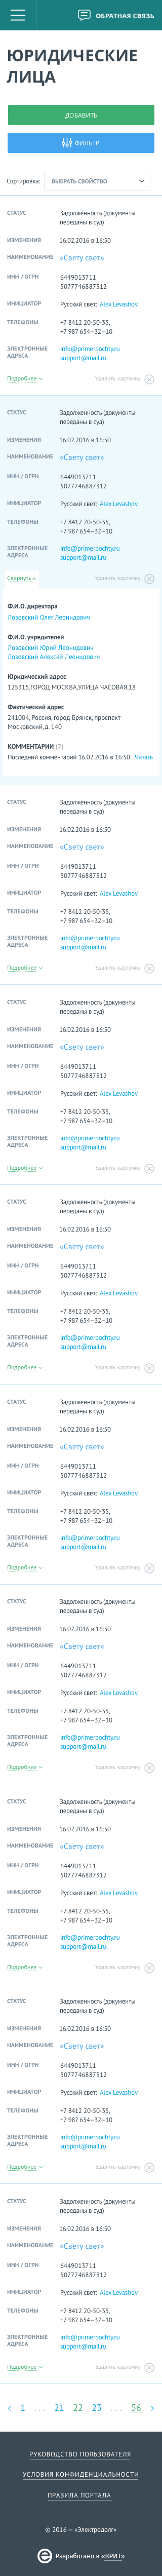 ОБРАТНАЯ СВЯЗЬ
ЮРИДИЧЕСКИЕ
ЛИЦА
ДОБАВИТЬ
ФИЛЬТР
Сортировка: ВЫБРАТЬ СВОЙСТВО
СТАТУС Задолженность (документы
переданы в суд)
ИЗМЕНЕНИЯ 16.02.2016 в 16:50
НАИМЕНОВАНИЕ «Свету свет»
ИНН / ОГРН 6449013711
5077746887312
ИНИЦИАТОР Русский свет: Alex Levashov
ТЕЛЕФОНЫ +7 8412 20-50-35,
+7 987 654–32–10
ЭЛЕКТРОННЫЕ info@primerpochty.ru
АДРЕСА support@mail.ru
Подробнее Удалить карточку
СТАТУС Задолженность (документы
переданы в суд)
ИЗМЕНЕНИЯ 16.02.2016 в 16:50
НАИМЕНОВАНИЕ «Свету свет»
ИНН / ОГРН 6449013711
5077746887312
ИНИЦИАТОР Русский свет: Alex Levashov
ТЕЛЕФОНЫ +7 8412 20-50-35,
+7 987 654–32–10
ЭЛЕКТРОННЫЕ info@primerpochty.ru
АДРЕСА support@mail.ru
Свернуть Удалить карточку
Ф.И.О. директора
Лозовский Олег Леонидович
Ф.И.О. учредителей
Лозовский Юрий Леонидович
Лозовский Алексей Леонидович
Юридический адрес
125315,ГОРОД МОСКВА,УЛИЦА ЧАСОВАЯ,18
Фактический адрес
241004, Россия, город Брянск, проспект
Московский, д. 140
КОММЕНТАРИИ (7)
Последний комментарий 16.02.2016 в 16:50 Читать
СТАТУС Задолженность (документы
переданы в суд)
ИЗМЕНЕНИЯ 16.02.2016 в 16:50
НАИМЕНОВАНИЕ «Свету свет»
ИНН / ОГРН 6449013711
5077746887312
ИНИЦИАТОР Русский свет: Alex Levashov
ТЕЛЕФОНЫ +7 8412 20-50-35,
+7 987 654–32–10
ЭЛЕКТРОННЫЕ info@primerpochty.ru
АДРЕСА support@mail.ru
Подробнее Удалить карточку
СТАТУС Задолженность (документы
переданы в суд)
ИЗМЕНЕНИЯ 16.02.2016 в 16:50
НАИМЕНОВАНИЕ «Свету свет»
ИНН / ОГРН 6449013711
5077746887312
ИНИЦИАТОР Русский свет: Alex Levashov
ТЕЛЕФОНЫ +7 8412 20-50-35,
+7 987 654–32–10
ЭЛЕКТРОННЫЕ info@primerpochty.ru
АДРЕСА support@mail.ru
Подробнее Удалить карточку
СТАТУС Задолженность (документы
переданы в суд)
ИЗМЕНЕНИЯ 16.02.2016 в 16:50
НАИМЕНОВАНИЕ «Свету свет»
ИНН / ОГРН 6449013711
5077746887312
ИНИЦИАТОР Русский свет: Alex Levashov
ТЕЛЕФОНЫ +7 8412 20-50-35,
+7 987 654–32–10
ЭЛЕКТРОННЫЕ info@primerpochty.ru
АДРЕСА support@mail.ru
Подробнее Удалить карточку
СТАТУС Задолженность (документы
переданы в суд)
ИЗМЕНЕНИЯ 16.02.2016 в 16:50
НАИМЕНОВАНИЕ «Свету свет»
ИНН / ОГРН 6449013711
5077746887312
ИНИЦИАТОР Русский свет: Alex Levashov
ТЕЛЕФОНЫ +7 8412 20-50-35,
+7 987 654–32–10
ЭЛЕКТРОННЫЕ info@primerpochty.ru
АДРЕСА support@mail.ru
Подробнее Удалить карточку
СТАТУС Задолженность (документы
переданы в суд)
ИЗМЕНЕНИЯ 16.02.2016 в 16:50
НАИМЕНОВАНИЕ «Свету свет»
ИНН / ОГРН 6449013711
5077746887312
ИНИЦИАТОР Русский свет: Alex Levashov
ТЕЛЕФОНЫ +7 8412 20-50-35,
+7 987 654–32–10
ЭЛЕКТРОННЫЕ info@primerpochty.ru
АДРЕСА support@mail.ru
Подробнее Удалить карточку
СТАТУС Задолженность (документы
переданы в суд)
ИЗМЕНЕНИЯ 16.02.2016 в 16:50
НАИМЕНОВАНИЕ «Свету свет»
ИНН / ОГРН 6449013711
5077746887312
ИНИЦИАТОР Русский свет: Alex Levashov
ТЕЛЕФОНЫ +7 8412 20-50-35,
+7 987 654–32–10
ЭЛЕКТРОННЫЕ info@primerpochty.ru
АДРЕСА support@mail.ru
Подробнее Удалить карточку
СТАТУС Задолженность (документы
переданы в суд)
ИЗМЕНЕНИЯ 16.02.2016 в 16:50
НАИМЕНОВАНИЕ «Свету свет»
ИНН / ОГРН 6449013711
5077746887312
ИНИЦИАТОР Русский свет: Alex Levashov
ТЕЛЕФОНЫ +7 8412 20-50-35,
+7 987 654–32–10
ЭЛЕКТРОННЫЕ info@primerpochty.ru
АДРЕСА support@mail.ru
Подробнее Удалить карточку
СТАТУС Задолженность (документы
переданы в суд)
ИЗМЕНЕНИЯ 16.02.2016 в 16:50
НАИМЕНОВАНИЕ «Свету свет»
ИНН / ОГРН 6449013711
5077746887312
ИНИЦИАТОР Русский свет: Alex Levashov
ТЕЛЕФОНЫ +7 8412 20-50-35,
+7 987 654–32–10
ЭЛЕКТРОННЫЕ info@primerpochty.ru
АДРЕСА support@mail.ru
Подробнее Удалить карточку
1 ... 21 22 23 ... 56
РУКОВОДСТВО ПОЛЬЗОВАТЕЛЯ
УСЛОВИЯ КОНФИДЕНЦИАЛЬНОСТИ
ПРАВИЛА ПОРТАЛА
© 2016 — «Электродолг»
Разработано в «КРИТ»